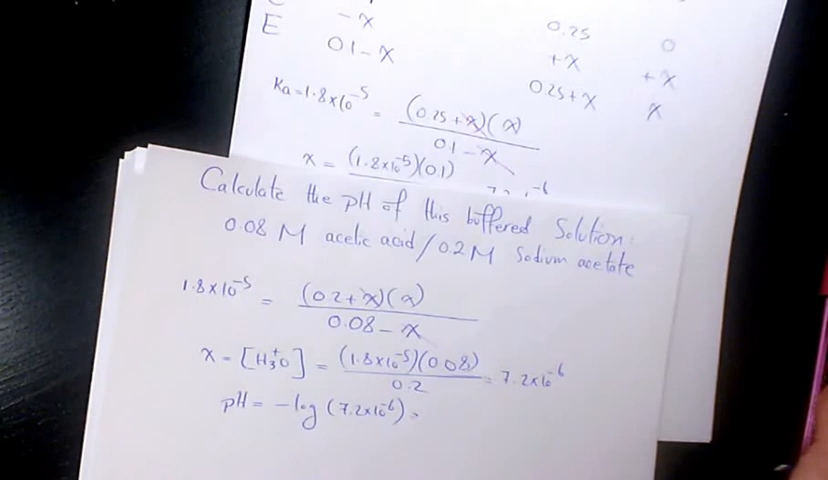 E -x 0.25 0
0.1-x +x +x
0.25+x x
Ka=1.8x10⁻⁵ = (0.25+x)(x) / 0.1-x
x = (1.8x10⁻⁵)(0.1)
Calculate the pH of this buffered Solution:
0.08 M acetic acid/0.2M Sodium acetate
1.8x10⁻⁵ = (0.2+x)(x) / 0.08-x
x = [H₃⁺O] = (1.8x10⁻⁵)(0.08) / 0.2 = 7.2x10⁻⁶
pH = -log (7.2x10⁻⁶) =